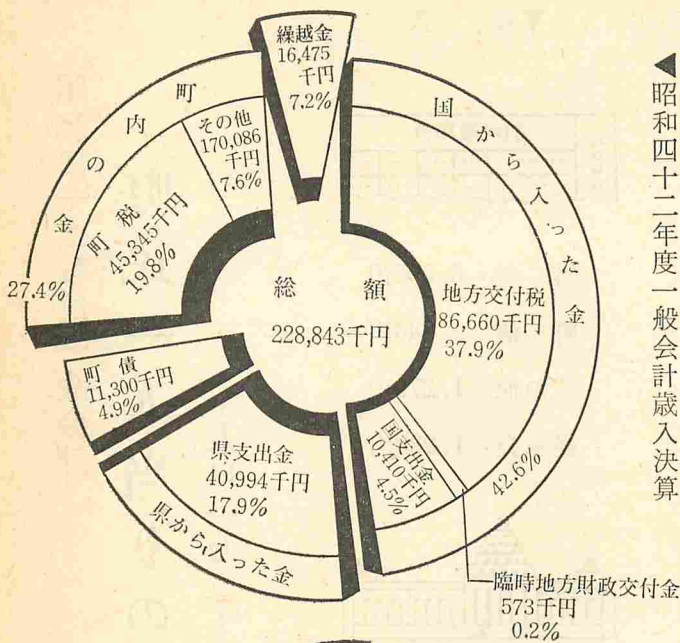 ◀昭和四十二年度一般会計歳入決算
繰越金
16,475
千円
7.2%
国から入った金
地方交付税
86,660千円
37.9%
42.6%
国支出金
10,410千円
4.5%
臨時地方財政交付金
573千円
0.2%
県支出金
40,994千円
17.9%
県から入った金
町債
11,300千円
4.9%
町内の金
27.4%
町税
45,345千円
19.8%
その他
170,086
千円
7.6%
総額
228,843千円